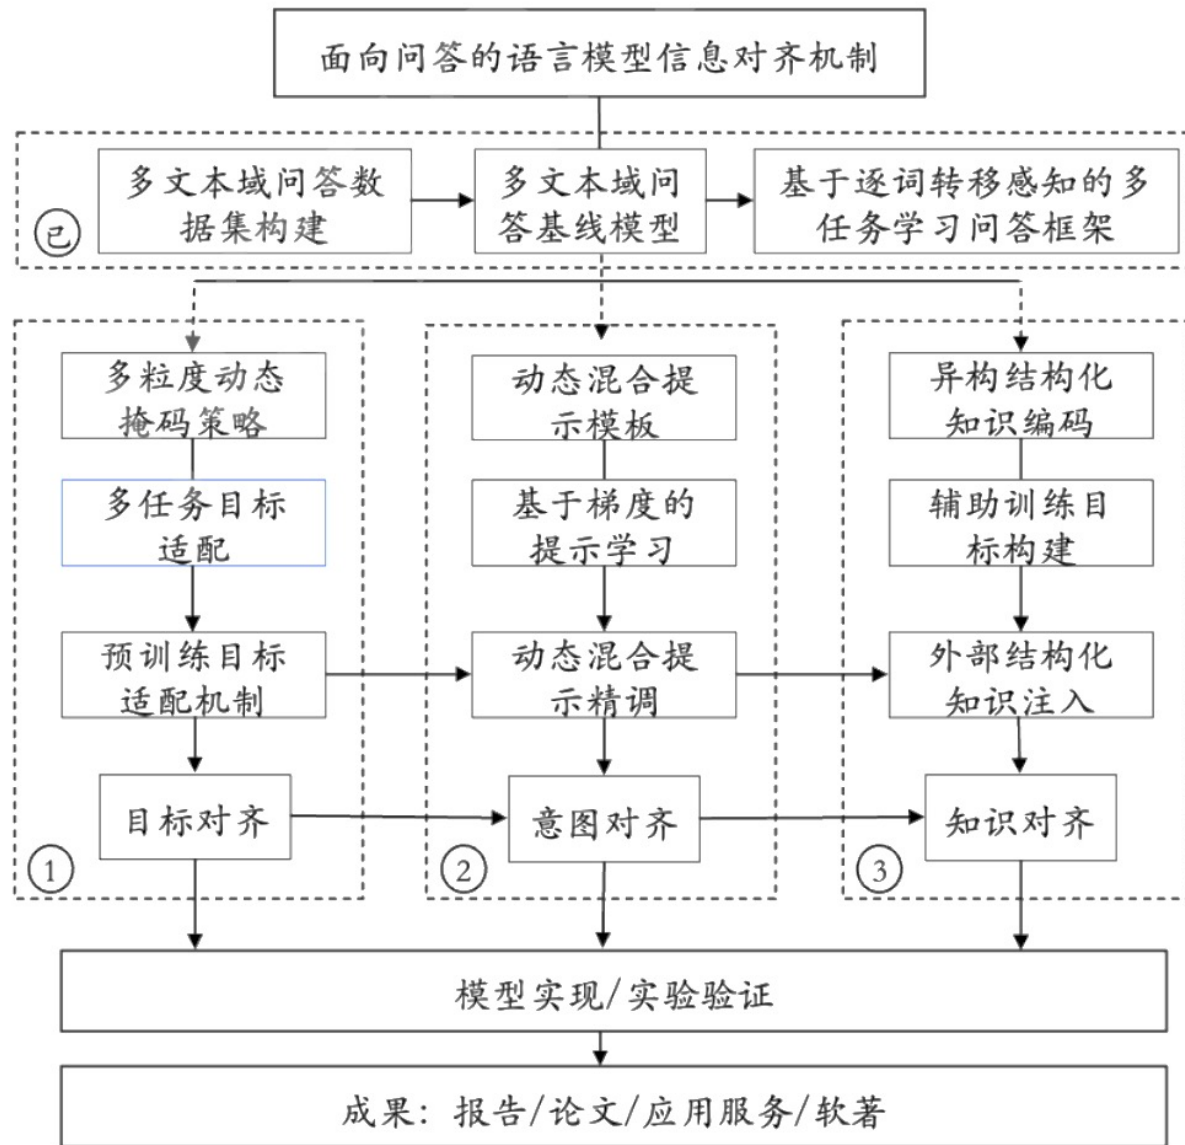 面向问答的语言模型信息对齐机制
多文本域问答数
据集构建
多文本域问
答基线模型
基于逐词转移感知的多
任务学习问答框架
已
多粒度动态
掩码策略
多任务目标
适配
预训练目标
适配机制
目标对齐
1
动态混合提
示模板
基于梯度的
提示学习
动态混合提
示精调
意图对齐
2
异构结构化
知识编码
辅助训练目
标构建
外部结构化
知识注入
知识对齐
3
模型实现/实验验证
成果：报告/论文/应用服务/软著